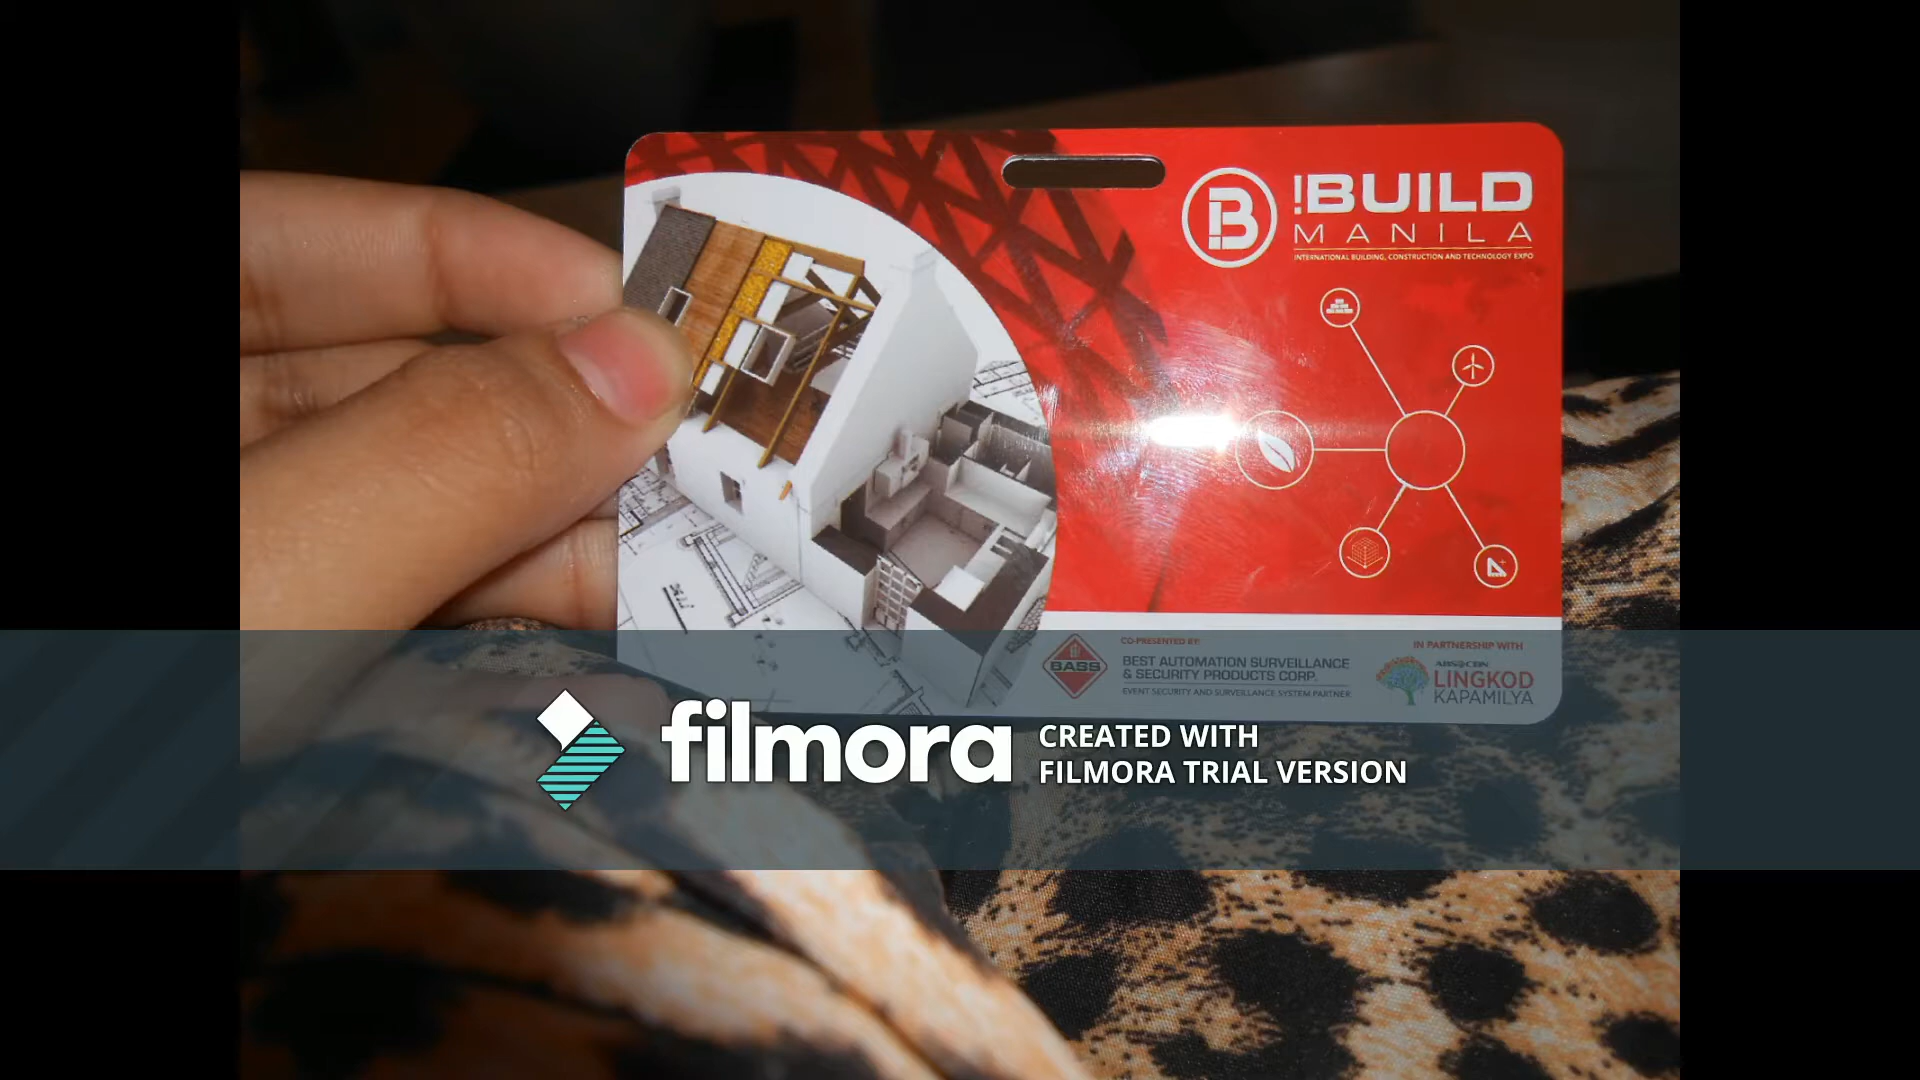 B
!BUILD
MANILA
INTERNATIONAL BUILDING, CONSTRUCTION AND TECHNOLOGY EXPO
CO-PRESENTED BY:
BASS
BEST AUTOMATION SURVEILLANCE
& SECURITY PRODUCTS CORP.
EVENT SECURITY AND SURVEILLANCE SYSTEM PARTNER
IN PARTNERSHIP WITH
ABS-CBN
LINGKOD
KAPAMILYA
filmora
CREATED WITH
FILMORA TRIAL VERSION